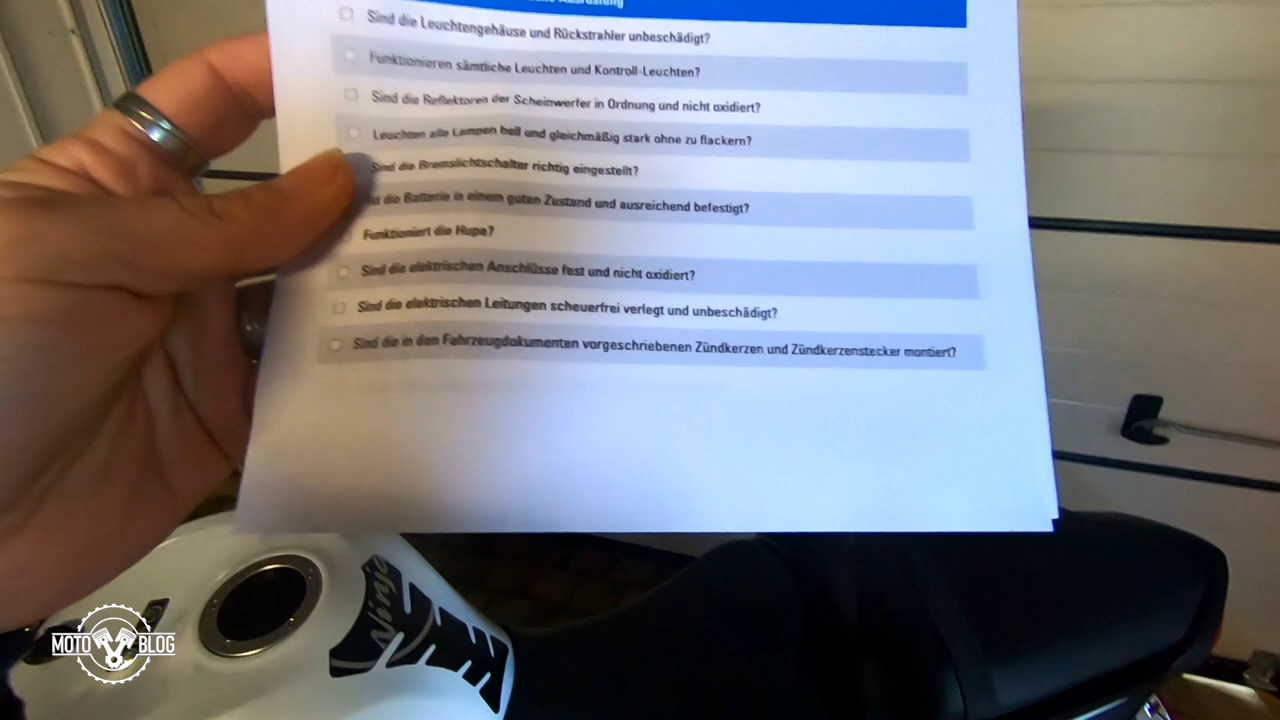 Ausrüstung
Sind die Leuchtengehäuse und Rückstrahler unbeschädigt?
Funktionieren sämtliche Leuchten und Kontroll-Leuchten?
Sind die Reflektoren der Scheinwerfer in Ordnung und nicht oxidiert?
Leuchten alle Lampen hell und gleichmäßig stark ohne zu flackern?
Sind die Bremslichtschalter richtig eingestellt?
die Batterie in einem guten Zustand und ausreichend befestigt?
Funktioniert die Hupe?
Sind die elektrischen Anschlüsse fest und nicht oxidiert?
Sind die elektrischen Leitungen scheuerfrei verlegt und unbeschädigt?
Sind die in den Fahrzeugdokumenten vorgeschriebenen Zündkerzen und Zündkerzenstecker montiert?
Ninja
MOTO BLOG